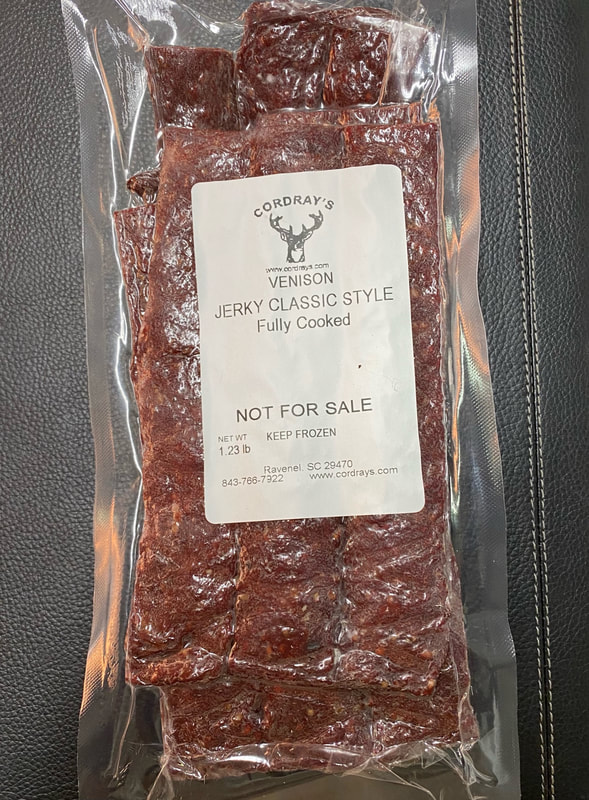 CORDRAY'S
www.cordrays.com
VENISON
JERKY CLASSIC STYLE
Fully Cooked
NOT FOR SALE
NET WT KEEP FROZEN
1.23 lb
Ravenel. SC 29470
843-766-7922 www.cordrays.com